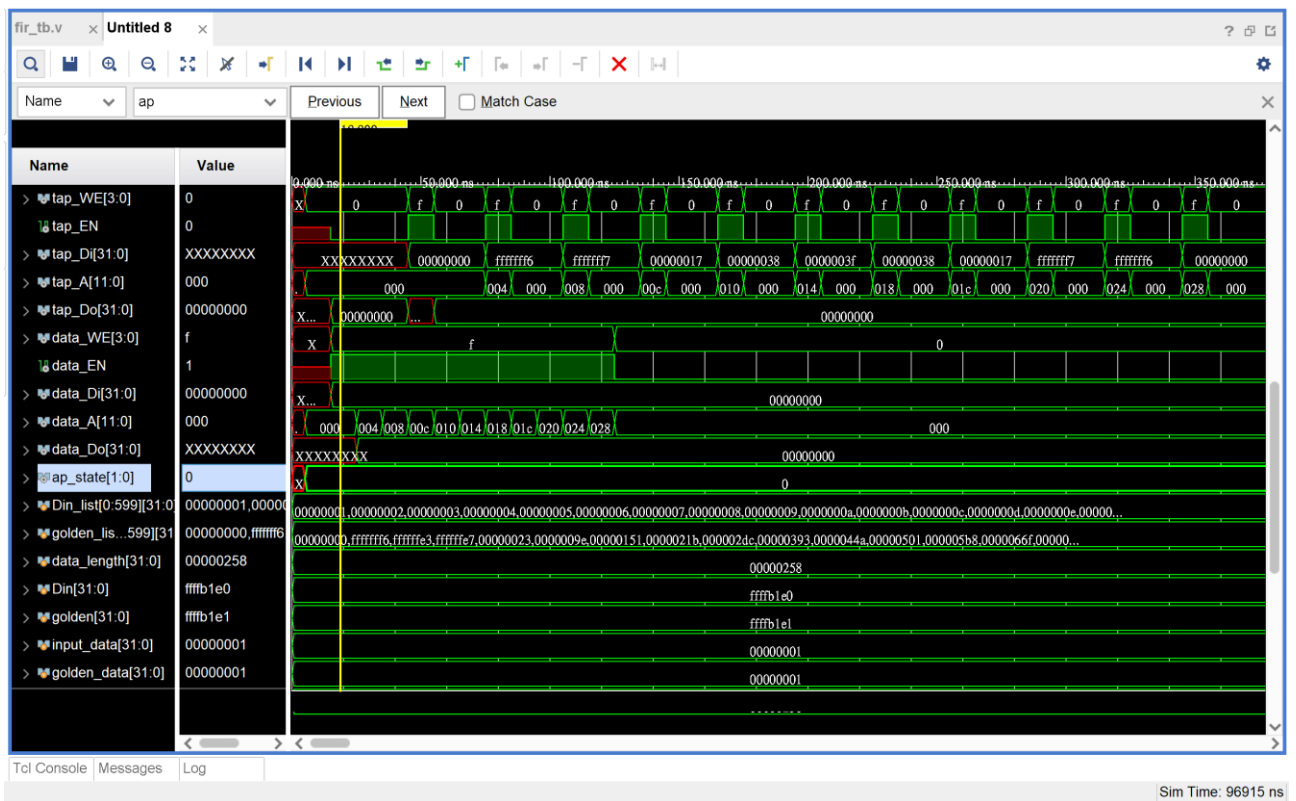 fir_tb.v × Untitled 8 × ?
Name ap Previous Next Match Case ×
10.000
Name Value
0.000 ns 50.000 ns 100.000 ns 150.000 ns 200.000 ns 250.000 ns 300.000 ns 350.000 ns
tap_WE[3:0] 0 X 0 f 0 f 0 f 0 f 0 f 0 f 0 f 0 f 0 f 0 f 0 f 0
tap_EN 0
tap_Di[31:0] XXXXXXXX XXXXXXXX 00000000 fffffff6 fffffff7 00000017 00000038 0000003f 00000038 00000017 fffffff7 fffffff6 00000000
tap_A[11:0] 000 . 000 004 000 008 000 00c 000 010 000 014 000 018 000 01c 000 020 000 024 000 028 000
tap_Do[31:0] 00000000 X... 00000000 ... 00000000
data_WE[3:0] f X f 0
data_EN 1
data_Di[31:0] 00000000 X... 00000000
data_A[11:0] 000 . 000 004 008 00c 010 014 018 01c 020 024 028 000
data_Do[31:0] XXXXXXXX XXXXXXXX 00000000
ap_state[1:0] 0 X 0
Din_list[0:599][31:0 00000001,0000 00000001,00000002,00000003,00000004,00000005,00000006,00000007,00000008,00000009,0000000a,0000000b,0000000c,0000000d,0000000e,00000...
golden_lis...599][31 00000000,fffffff6 00000000,fffffff6,ffffffe3,ffffffe7,00000023,0000009e,00000151,0000021b,000002dc,00000393,0000044a,00000501,000005b8,0000066f,00000...
data_length[31:0] 00000258 00000258
Din[31:0] ffffb1e0 ffffb1e0
golden[31:0] ffffb1e1 ffffb1e1
input_data[31:0] 00000001 00000001
golden_data[31:0] 00000001 00000001
Tcl Console Messages Log
Sim Time: 96915 ns